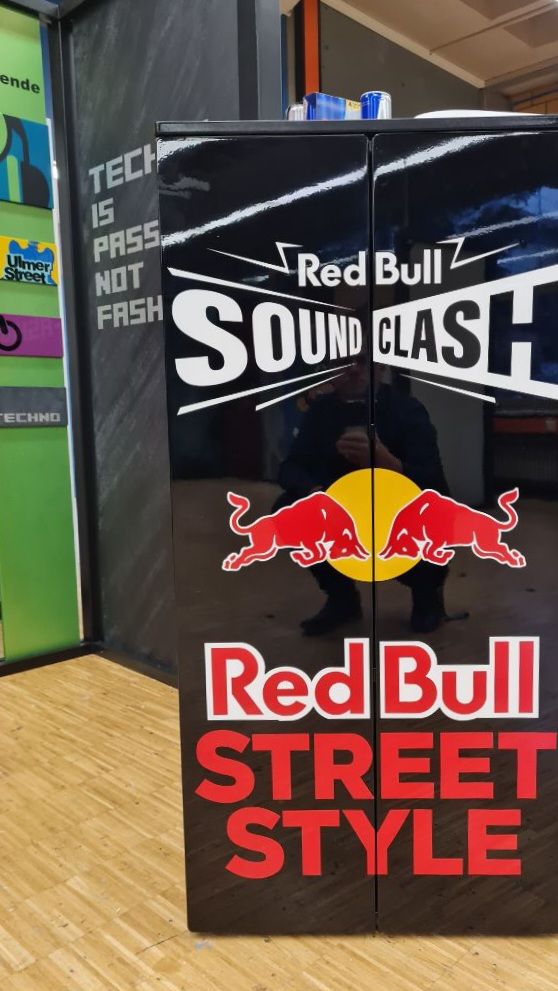 ende
Ulmer
Street
TECHNO
TECH
IS
PASS
NOT
FASH
Red Bull
SOUND CLASH
Red Bull
STREET
STYLE